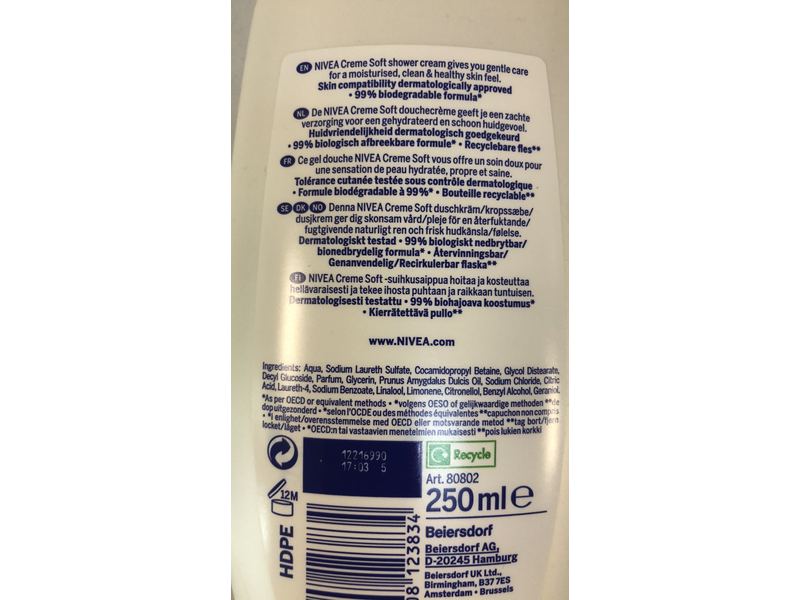 EN NIVEA Creme Soft shower cream gives you gentle care
for a moisturised, clean & healthy skin feel.
Skin compatibility dermatologically approved
• 99% biodegradable formula*
NL De NIVEA Creme Soft douchecrème geeft je een zachte
verzorging voor een gehydrateerd en schoon huidgevoel.
Huidvriendelijkheid dermatologisch goedgekeurd
• 99% biologisch afbreekbare formule* • Recyclebare fles**
FR Ce gel douche NIVEA Creme Soft vous offre un soin doux pour
une sensation de peau hydratée, propre et saine.
Tolérance cutanée testée sous contrôle dermatologique
• Formule biodégradable à 99%* • Bouteille recyclable**
SE DK NO Denna NIVEA Creme Soft duschkräm/kropssæbe/
dusjkrem ger dig skonsam vård/pleje för en återfuktande/
fugtgivende naturligt ren och frisk hudkänsla/følelse.
Dermatologiskt testad • 99% biologiskt nedbrytbar/
bionedbrydelig formula* • Återvinningsbar/
Genanvendelig/Recirkulerbar flaska**
FI NIVEA Creme Soft -suihkusaippua hoitaa ja kosteuttaa
hellävaraisesti ja tekee ihosta puhtaan ja raikkaan tuntuisen.
Dermatologisesti testattu • 99% biohajoava koostumus*
• Kierrätettävä pullo**
www.NIVEA.com
Ingredients: Aqua, Sodium Laureth Sulfate, Cocamidopropyl Betaine, Glycol Distearate,
Decyl Glucoside, Parfum, Glycerin, Prunus Amygdalus Dulcis Oil, Sodium Chloride, Citric
Acid, Laureth-4, Sodium Benzoate, Linalool, Limonene, Citronellol, Benzyl Alcohol, Geraniol.
*As per OECD or equivalent methods • *volgens OESO of gelijkwaardige methoden **de
dop uitgezonderd • *selon l'OCDE ou des méthodes équivalentes **capuchon non compris
• *I enlighet/overensstemmelse med OECD eller motsvarande metod **tag bort/fjern
locket/låget • *OECD:n tai vastaavien menetelmien mukaisesti **pois lukien korkki
12216990
17:03 5
Recycle
Art. 80802
250 ml e
12M
HDPE
08 123834
Beiersdorf
Beiersdorf AG,
D-20245 Hamburg
Beiersdorf UK Ltd.,
Birmingham, B37 7ES
Amsterdam • Brussels